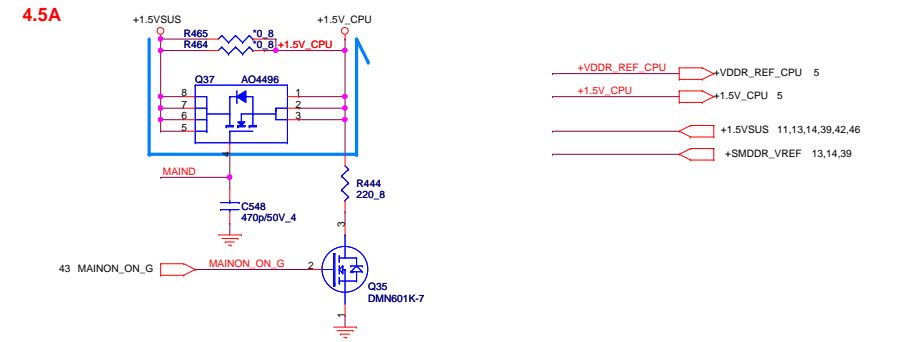 4.5A
+1.5VSUS
+1.5V_CPU
R465
*0_8
R464
*0_8
+1.5V_CPU
Q37
AO4496
8
7
6
5
1
2
3
4
MAIND
C548
470p/50V_4
R444
220_8
3
43 MAINON_ON_G
MAINON_ON_G
2
Q35
DMN601K-7
1
+VDDR_REF_CPU
+VDDR_REF_CPU 5
+1.5V_CPU
+1.5V_CPU 5
+1.5VSUS 11,13,14,39,42,46
+SMDDR_VREF 13,14,39